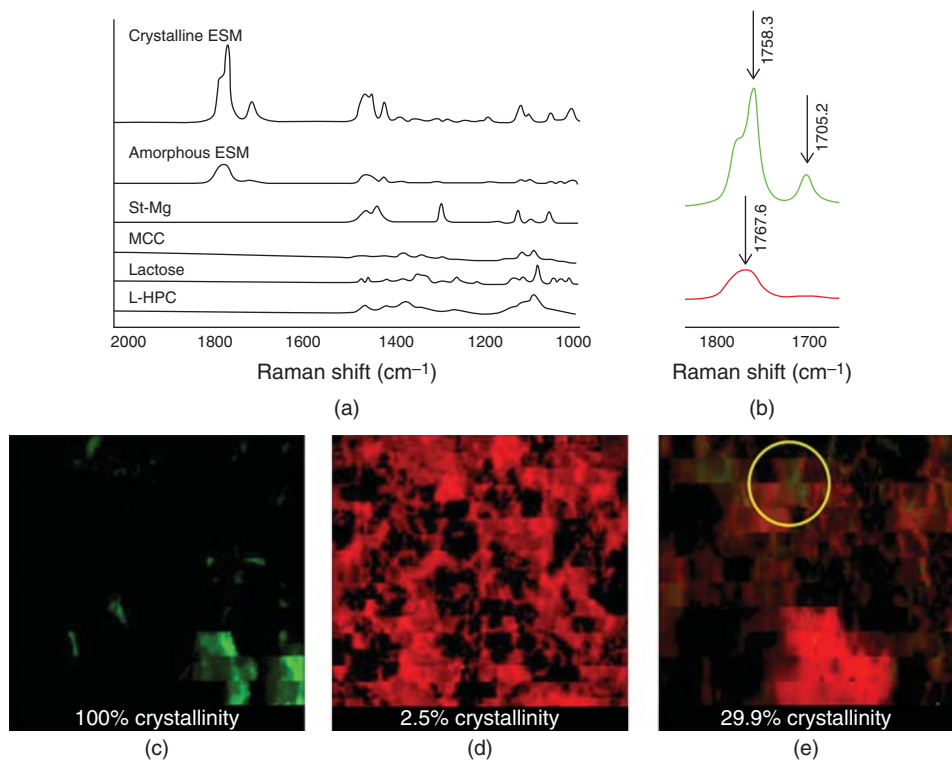 Crystalline ESM
Amorphous ESM
St-Mg
MCC
Lactose
L-HPC
2000 1800 1600 1400 1200 1000
Raman shift (cm–1)
(a)
1758.3
1705.2
1767.6
1800 1700
Raman shift (cm–1)
(b)
100% crystallinity
(c)
2.5% crystallinity
(d)
29.9% crystallinity
(e)